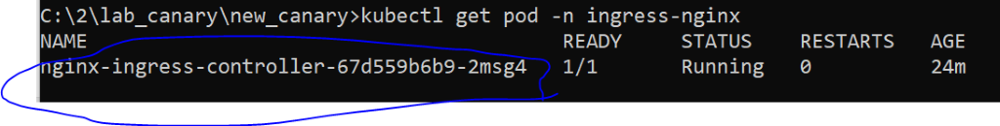 C:\2\lab_canary\new_canary>kubectl get pod -n ingress-nginx
NAME READY STATUS RESTARTS AGE
nginx-ingress-controller-67d559b6b9-2msg4 1/1 Running 0 24m